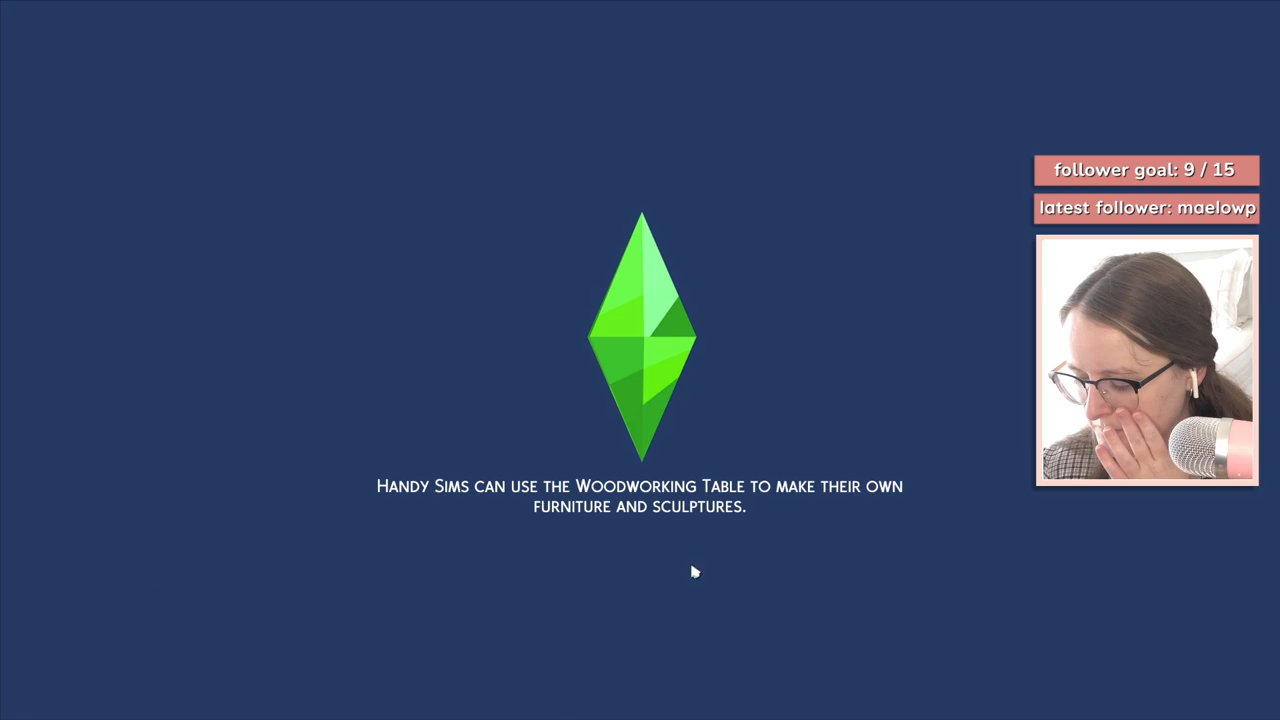 follower goal: 9 / 15
latest follower: maelowp
Handy Sims can use the Woodworking Table to make their own
furniture and sculptures.